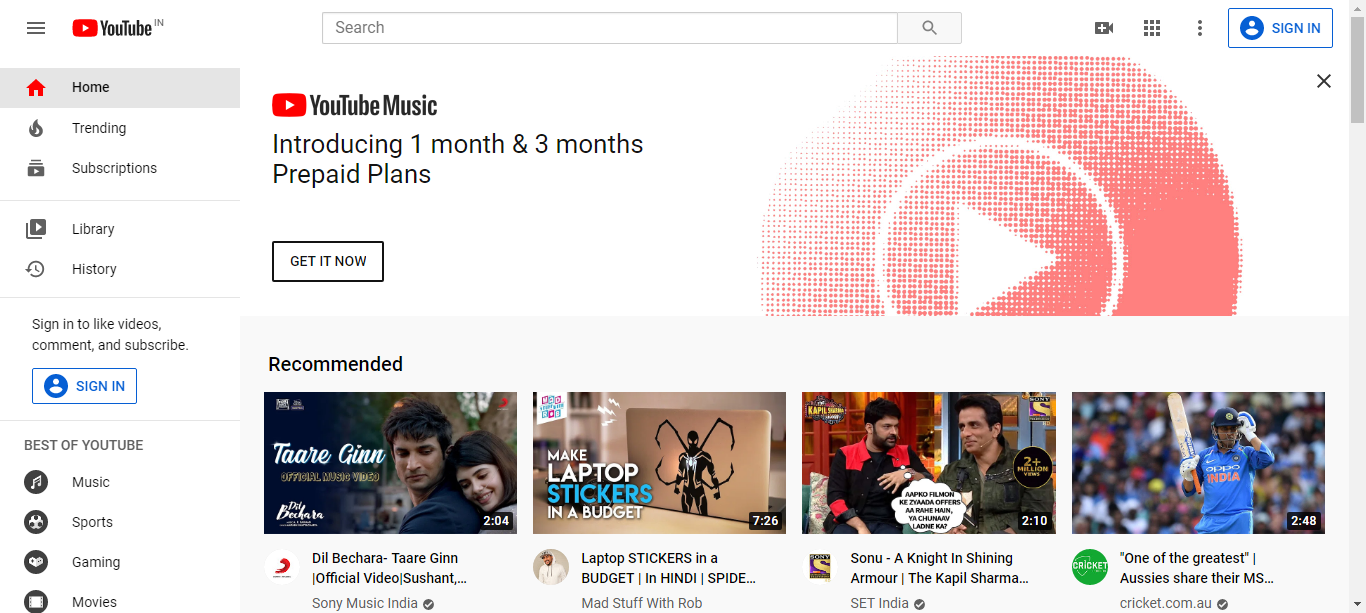 YouTube IN
Search
SIGN IN
Home
Trending
Subscriptions
Library
History
Sign in to like videos,
comment, and subscribe.
SIGN IN
BEST OF YOUTUBE
Music
Sports
Gaming
Movies
YouTube Music
Introducing 1 month & 3 months
Prepaid Plans
GET IT NOW
Recommended
Taare Ginn
OFFICIAL MUSIC VIDEO
Dil Bechara
2:04
Dil Bechara- Taare Ginn
|Official Video|Sushant,...
Sony Music India
MAKE
LAPTOP
STICKERS
IN A BUDGET
7:26
Laptop STICKERS in a
BUDGET | In HINDI | SPIDE...
Mad Stuff With Rob
KAPIL SHARMA
SONY
2+
MILLION
VIEWS
AAPKO FILMON
KE ZYAADA OFFERS
AA RAHE HAIN,
YA CHUNAAV
LADNE KA?
2:10
SONY
Sonu - A Knight In Shining
Armour | The Kapil Sharma...
SET India
oppo
INDIA
2:48
CRICKET
"One of the greatest" |
Aussies share their MS...
cricket.com.au